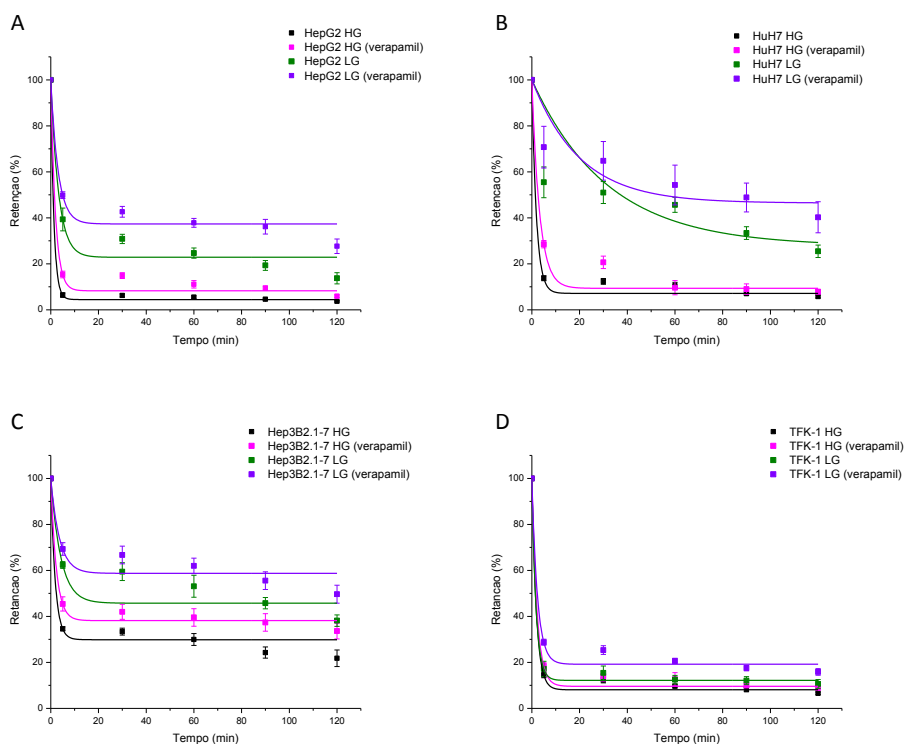 A
HepG2 HG
HepG2 HG (verapamil)
HepG2 LG
HepG2 LG (verapamil)
100
80
60
40
20
0
Retençao (%)
0 20 40 60 80 100 120
Tempo (min)
B
HuH7 HG
HuH7 HG (verapamil)
HuH7 LG
HuH7 LG (verapamil)
100
80
60
40
20
0
Retençao (%)
0 20 40 60 80 100 120
Tempo (min)
C
Hep3B2.1-7 HG
Hep3B2.1-7 HG (verapamil)
Hep3B2.1-7 LG
Hep3B2.1-7 LG (verapamil)
100
80
60
40
20
0
Retancao (%)
0 20 40 60 80 100 120
Tempo (min)
D
TFK-1 HG
TFK-1 HG (verapamil)
TFK-1 LG
TFK-1 LG (verapamil)
100
80
60
40
20
0
Retençao (%)
0 20 40 60 80 100 120
Tempo (min)